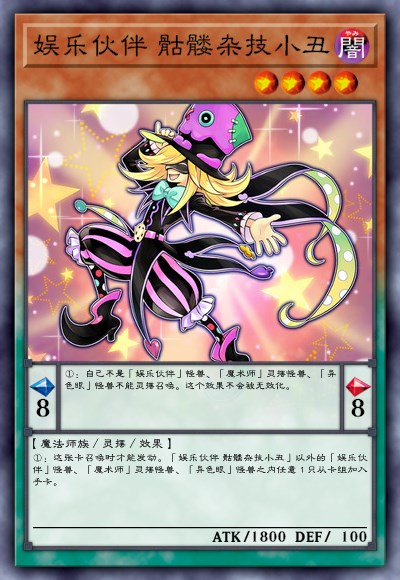 娱乐伙伴 骷髅杂技小丑
やみ
闇
①：自己不是「娱乐伙伴」怪兽、「魔术师」灵摆怪兽、「异
色眼」怪兽不能灵摆召唤。这个效果不会被无效化。
8
8
【魔法师族／灵摆／效果】
①：这张卡召唤时才能发动。「娱乐伙伴 骷髅杂技小丑」以外的「娱乐伙
伴」怪兽、「魔术师」灵摆怪兽、「异色眼」怪兽之内任意1只从卡组加入
手卡。
ATK/1800 DEF/ 100